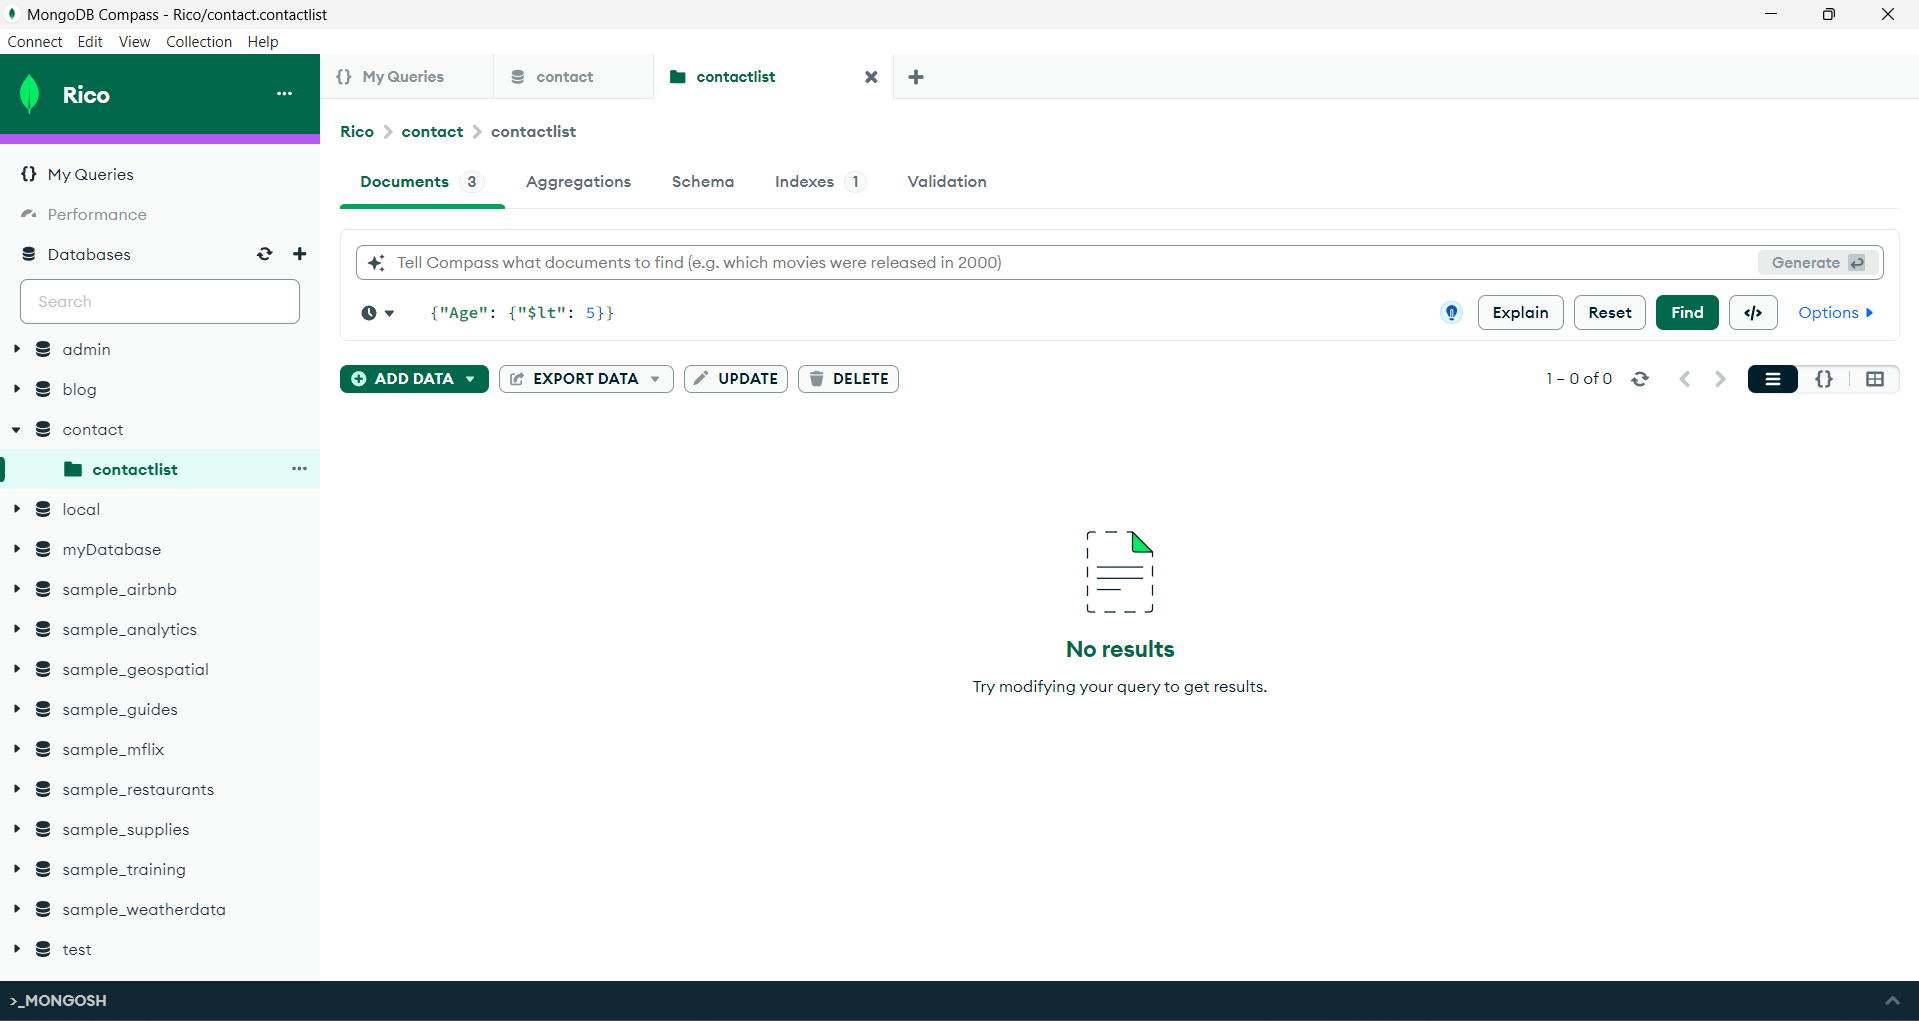 MongoDB Compass - Rico/contact.contactlist
Connect Edit View Collection Help
Rico
My Queries
Performance
Databases
Search
admin
blog
contact
contactlist
local
myDatabase
sample_airbnb
sample_analytics
sample_geospatial
sample_guides
sample_mflix
sample_restaurants
sample_supplies
sample_training
sample_weatherdata
test
{} My Queries contact contactlist
Rico > contact > contactlist
Documents 3 Aggregations Schema Indexes 1 Validation
Tell Compass what documents to find (e.g. which movies were released in 2000) Generate
{"Age": {"$lt": 5}} Explain Reset Find </> Options
ADD DATA EXPORT DATA UPDATE DELETE 1 – 0 of 0 {}
No results
Try modifying your query to get results.
>_MONGOSH